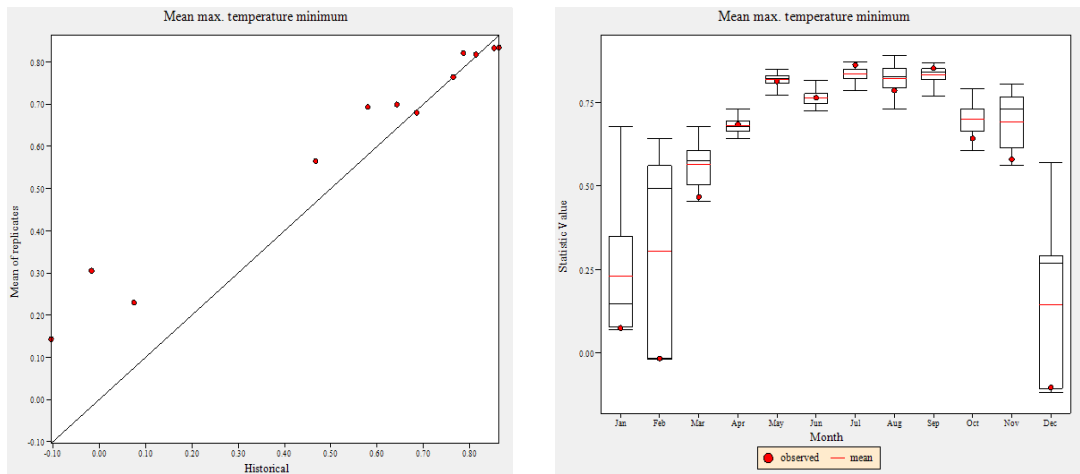 Mean max. temperature minimum
0.80
0.70
0.60
0.50
0.40
0.30
0.20
0.10
0.00
-0.10
-0.10
0.00
0.10
0.20
0.30
0.40
0.50
0.60
0.70
0.80
Mean of replicates
Historical
Mean max. temperature minimum
0.75
0.50
0.25
0.00
Statistic Value
Jan
Feb
Mar
Apr
May
Jun
Jul
Aug
Sep
Oct
Nov
Dec
Month
observed
mean